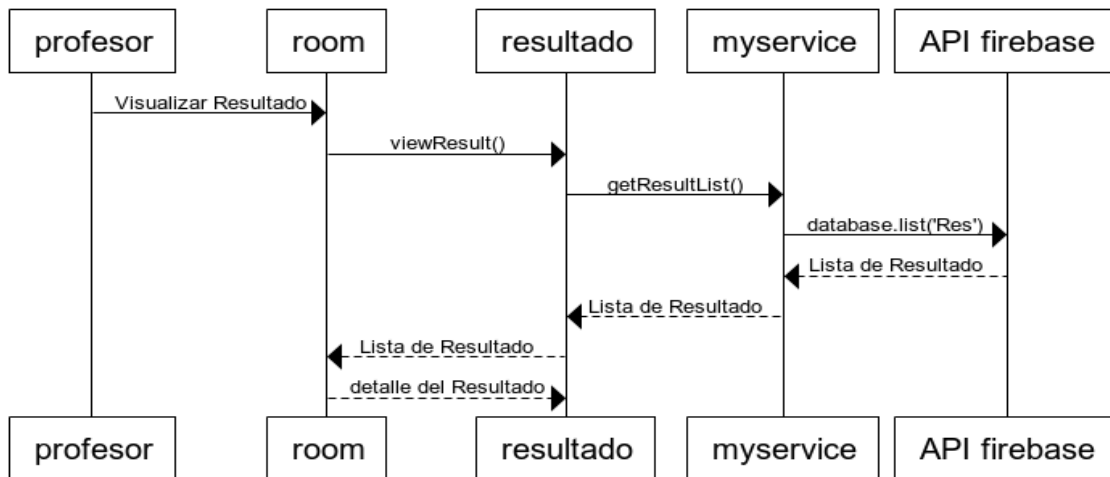 profesor
room
resultado
myservice
API firebase
Visualizar Resultado
viewResult()
getResultList()
database.list('Res')
Lista de Resultado
Lista de Resultado
Lista de Resultado
detalle del Resultado
profesor
room
resultado
myservice
API firebase